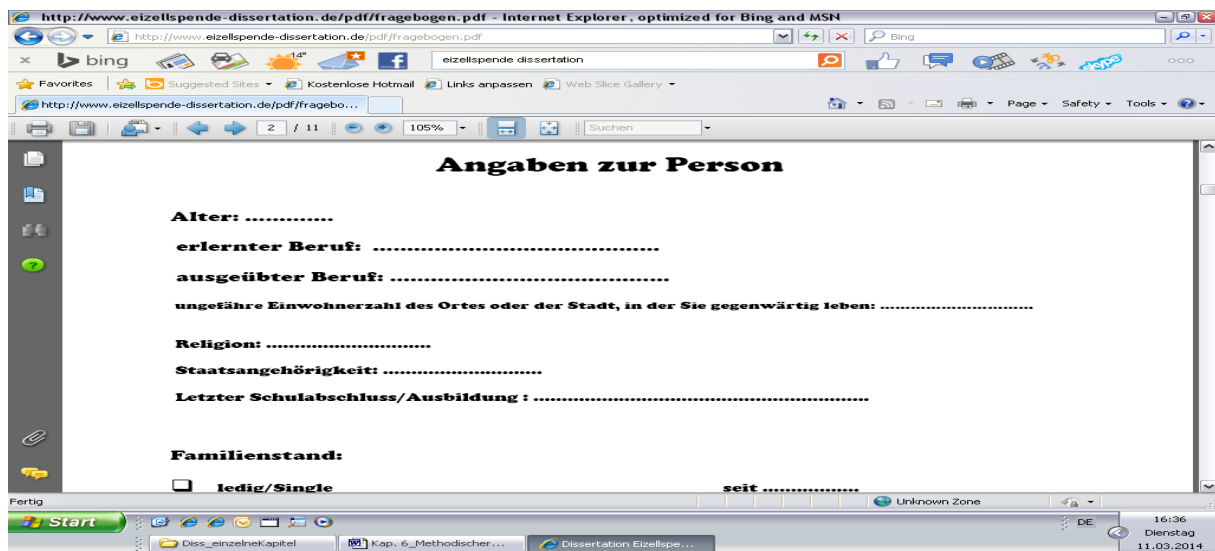 http://www.eizellspende-dissertation.de/pdf/fragebogen.pdf - Internet Explorer, optimized for Bing and MSN
http://www.eizellspende-dissertation.de/pdf/fragebogen.pdf Bing
bing 14° f eizellspende dissertation
Favorites Suggested Sites Kostenlose Hotmail Links anpassen Web Slice Gallery
http://www.eizellspende-dissertation.de/pdf/fragebo... Page Safety Tools
2 / 11 105% Suchen
Angaben zur Person
Alter: .............
erlernter Beruf: ..........................................
ausgeübter Beruf: .........................................
ungefähre Einwohnerzahl des Ortes oder der Stadt, in der Sie gegenwärtig leben: ..............................
Religion: ..............................
Staatsangehörigkeit: .............................
Letzter Schulabschluss/Ausbildung : .............................................................
Familienstand:
ledig/Single seit .................
Fertig Unknown Zone
Start DE 16:36
Dienstag
Diss_einzelneKapitel Kap. 6_Methodischer... Dissertation Eizellspe...
11.03.2014